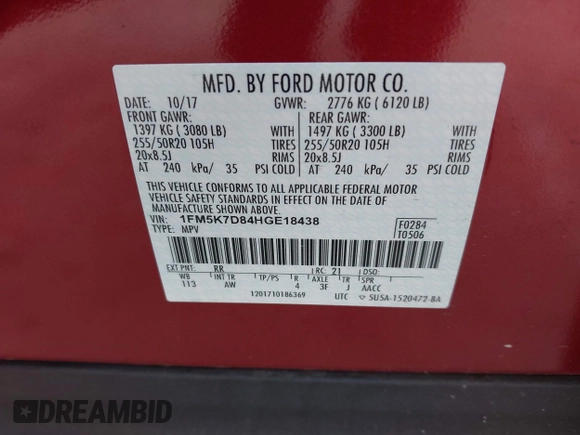 MFD. BY FORD MOTOR CO.
DATE: 10/17 GVWR: 2776 KG ( 6120 LB)
FRONT GAWR: REAR GAWR:
1397 KG ( 3080 LB) WITH 1497 KG ( 3300 LB) WITH
255/50R20 105H TIRES 255/50R20 105H TIRES
20x8.5J RIMS 20x8.5J RIMS
AT 240 kPa/ 35 PSI COLD AT 240 kPa/ 35 PSI COLD
THIS VEHICLE CONFORMS TO ALL APPLICABLE FEDERAL MOTOR
VEHICLE SAFETY STANDARDS IN EFFECT ON THE DATE OF
MANUFACTURE SHOWN ABOVE.
VIN: 1FM5K7D84HGE18438 F0284
TYPE: MPV T0506
EXT PNT: RR RC: 21 DSO:
WB INT TR TP/PS R AXLE TR SPR
113 AW 4 3F J AACC
1201710186369 UTC SU5A-1520472-BA
DREAMBID